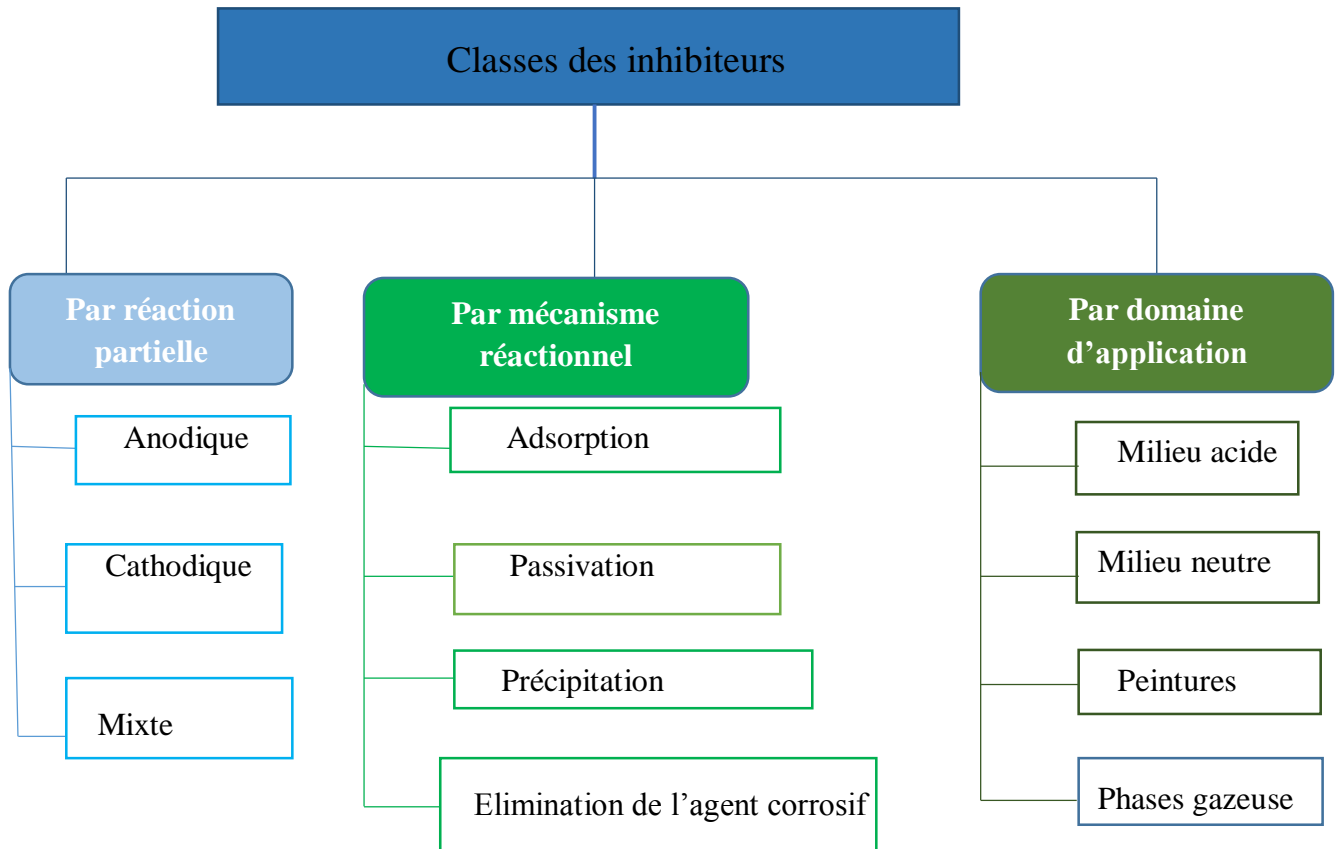 Classes des inhibiteurs
Par réaction
partielle
Anodique
Cathodique
Mixte
Par mécanisme
réactionnel
Adsorption
Passivation
Précipitation
Elimination de l’agent corrosif
Par domaine
d’application
Milieu acide
Milieu neutre
Peintures
Phases gazeuse